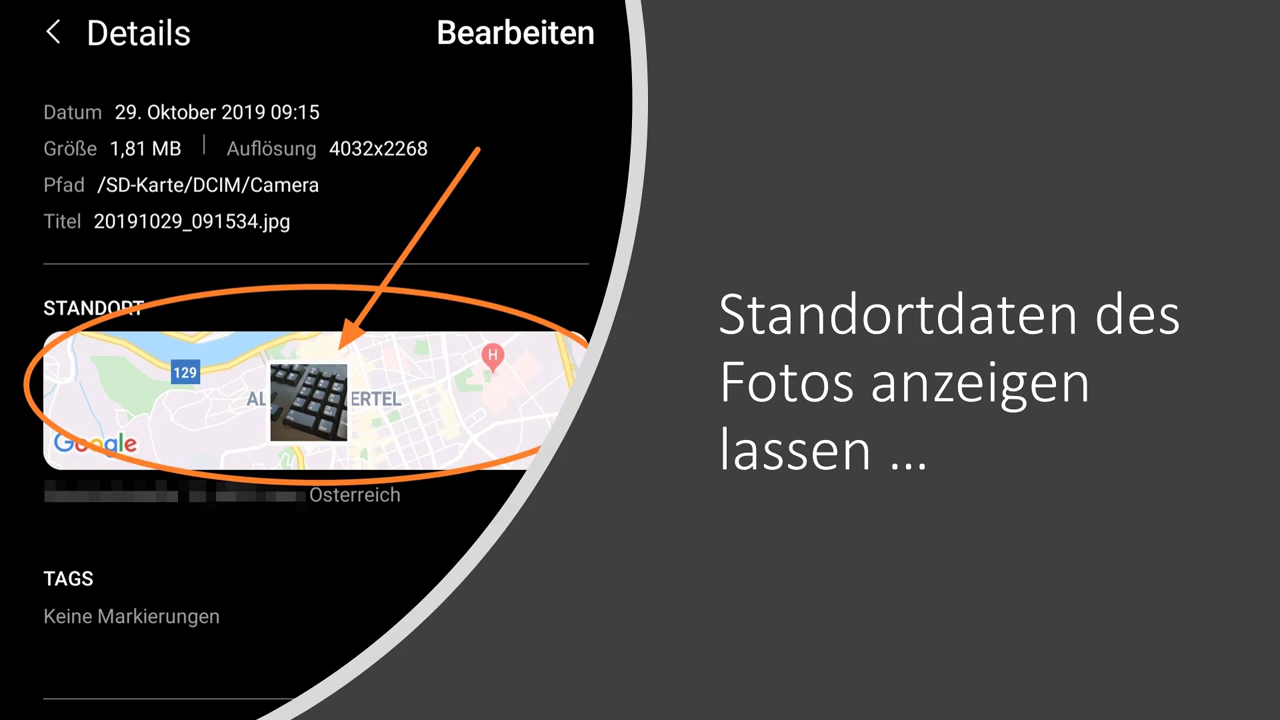 Details
Bearbeiten
Datum 29. Oktober 2019 09:15
Größe 1,81 MB | Auflösung 4032x2268
Pfad /SD-Karte/DCIM/Camera
Titel 20191029_091534.jpg
STANDORT
129
H
Google
Österreich
TAGS
Keine Markierungen
Standortdaten des
Fotos anzeigen
lassen ...